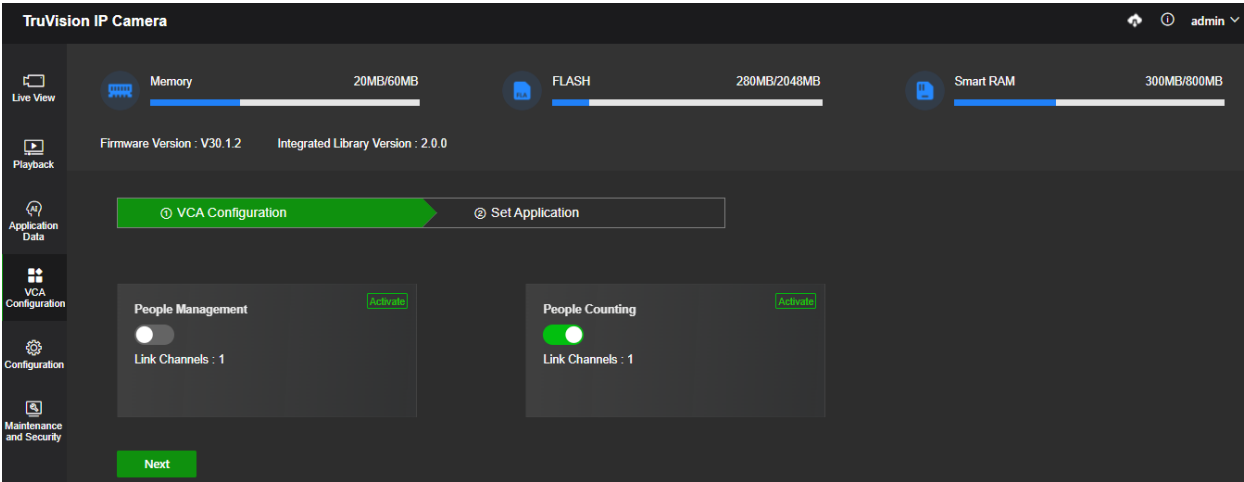 TruVision IP Camera
admin
Live View
Playback
Application
Data
VCA
Configuration
Configuration
Maintenance
and Security
Memory 20MB/60MB
FLASH 280MB/2048MB
Smart RAM 300MB/800MB
Firmware Version : V30.1.2 Integrated Library Version : 2.0.0
① VCA Configuration ② Set Application
People Management Activate
Link Channels : 1
People Counting Activate
Link Channels : 1
Next